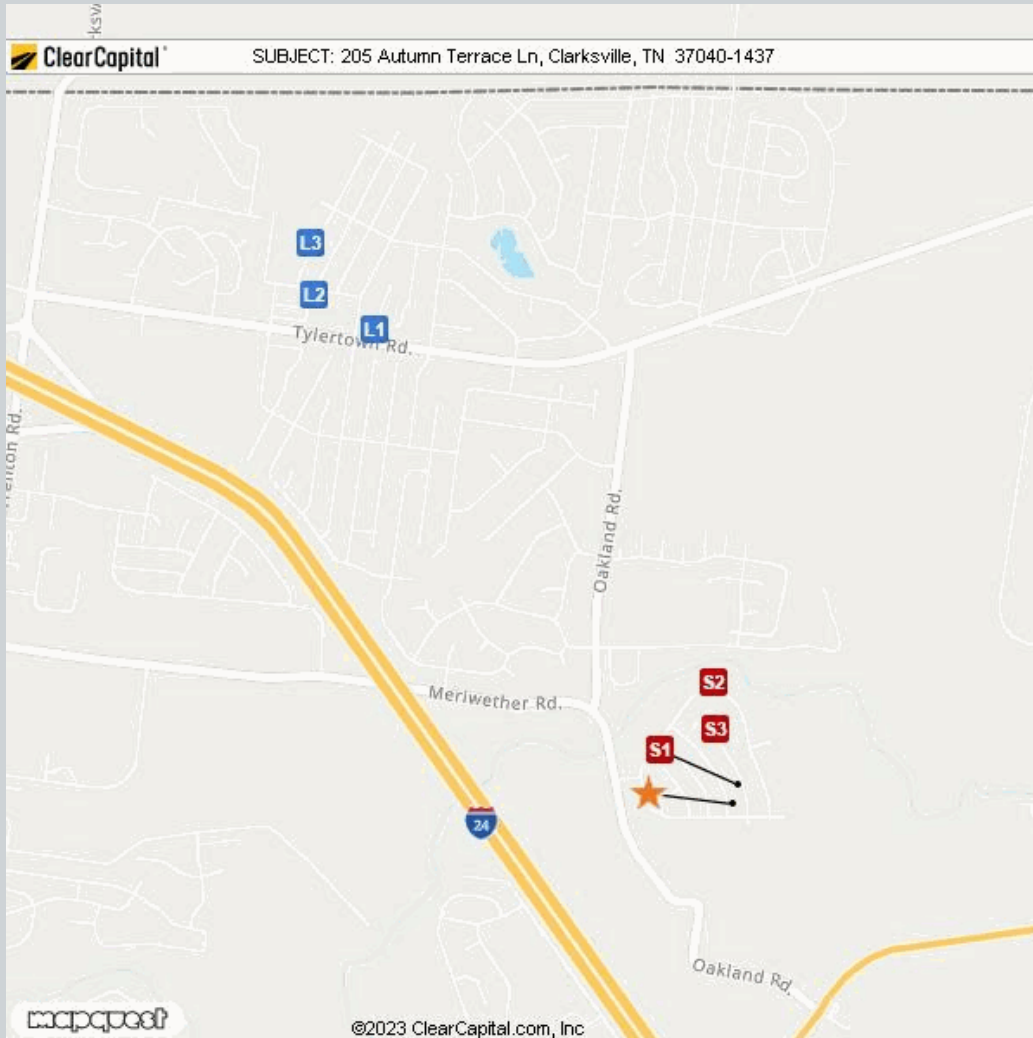 ClearCapital
SUBJECT: 205 Autumn Terrace Ln, Clarksville, TN 37040-1437
L3
L2
L1
Tylertown Rd.
Oakland Rd.
S2
Meriwether Rd.
S3
S1
24
Oakland Rd.
mapquest
©2023 ClearCapital.com, Inc